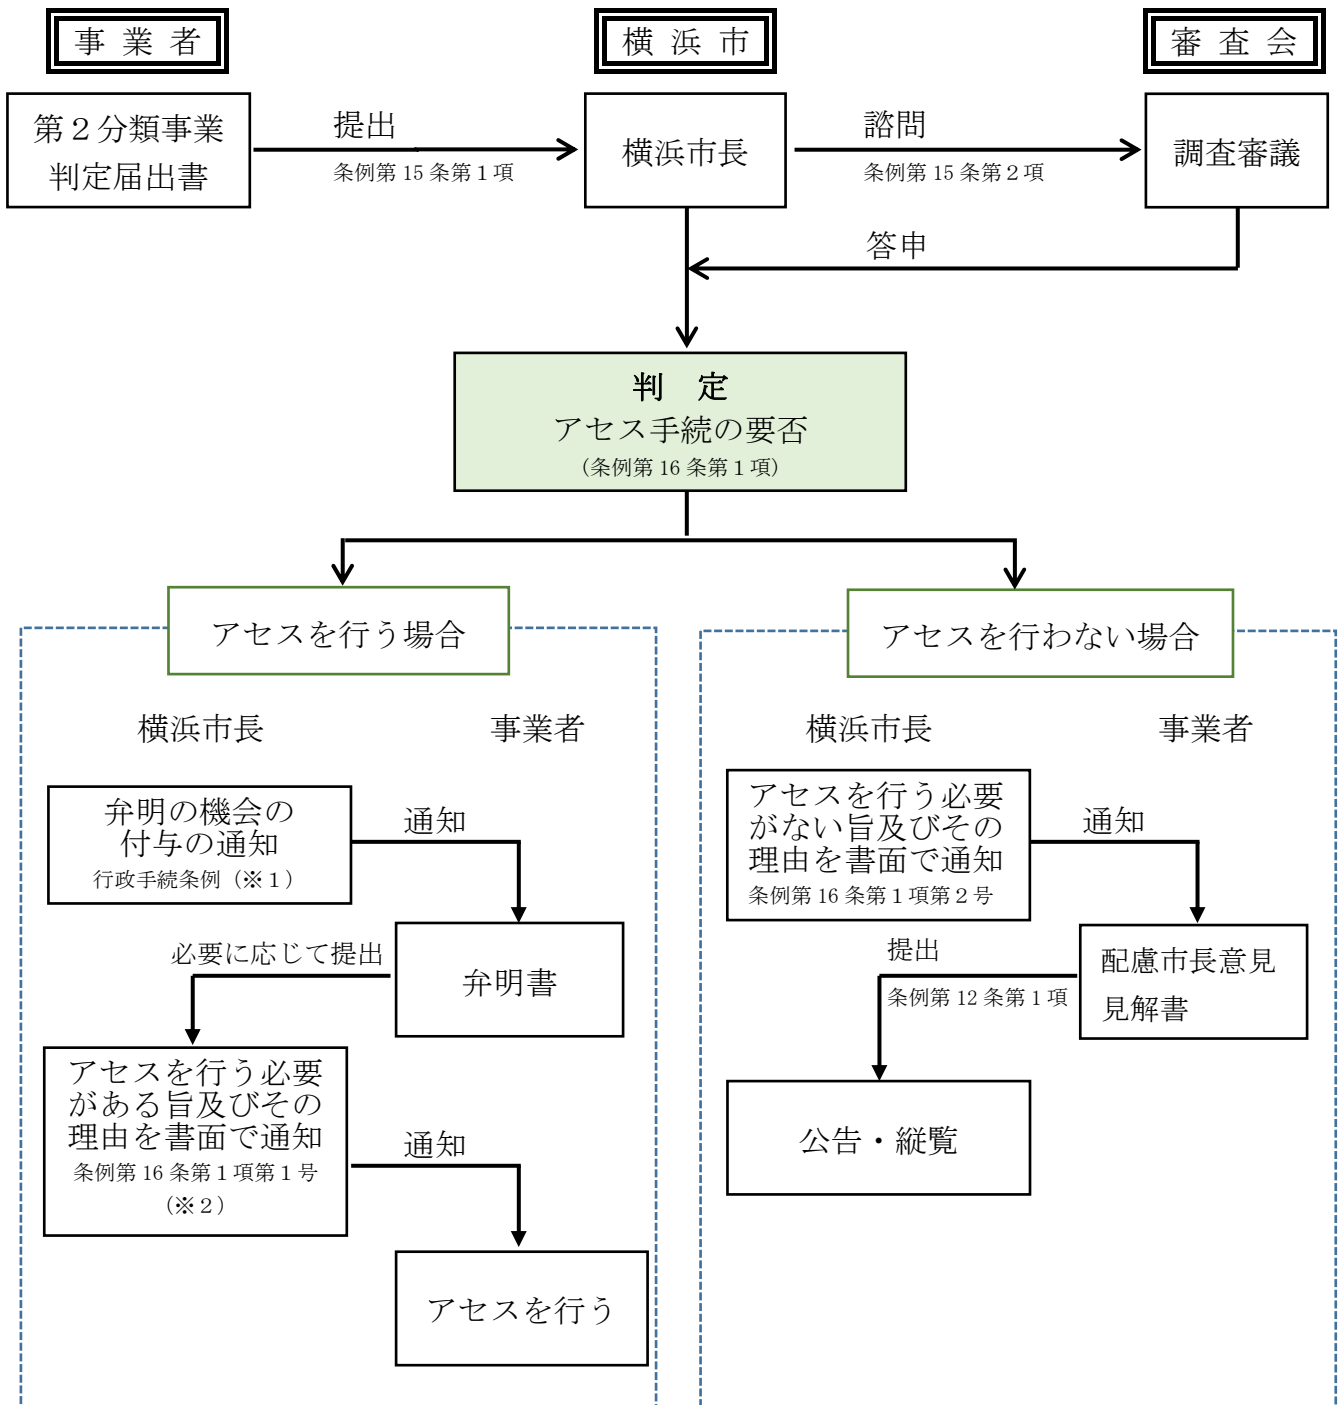 事 業 者
横 浜 市
審 査 会
第２分類事業
判定届出書
提出
条例第 15 条第１項
横浜市長
諮問
条例第 15 条第２項
調査審議
答申
判　定
アセス手続の要否
（条例第 16 条第１項）
アセスを行う場合
横浜市長
事業者
弁明の機会の
付与の通知
行政手続条例（※１）
通知
必要に応じて提出
弁明書
アセスを行う必要
がある旨及びその
理由を書面で通知
条例第 16 条第１項第１号
（※２）
通知
アセスを行う
アセスを行わない場合
横浜市長
事業者
アセスを行う必要
がない旨及びその
理由を書面で通知
条例第 16 条第１項第２号
通知
提出
条例第 12 条第１項
配慮市長意見
見解書
公告・縦覧